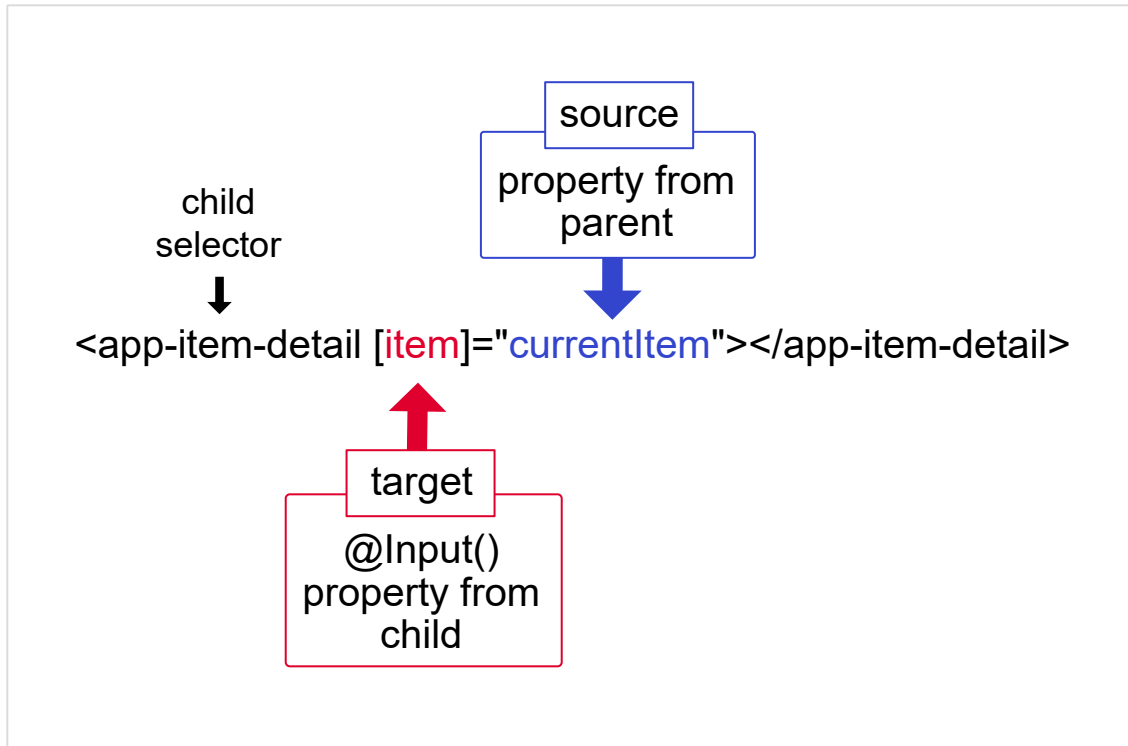 source
property from
parent
child
selector
<app-item-detail [item]="currentItem"></app-item-detail>
target
@Input()
property from
child